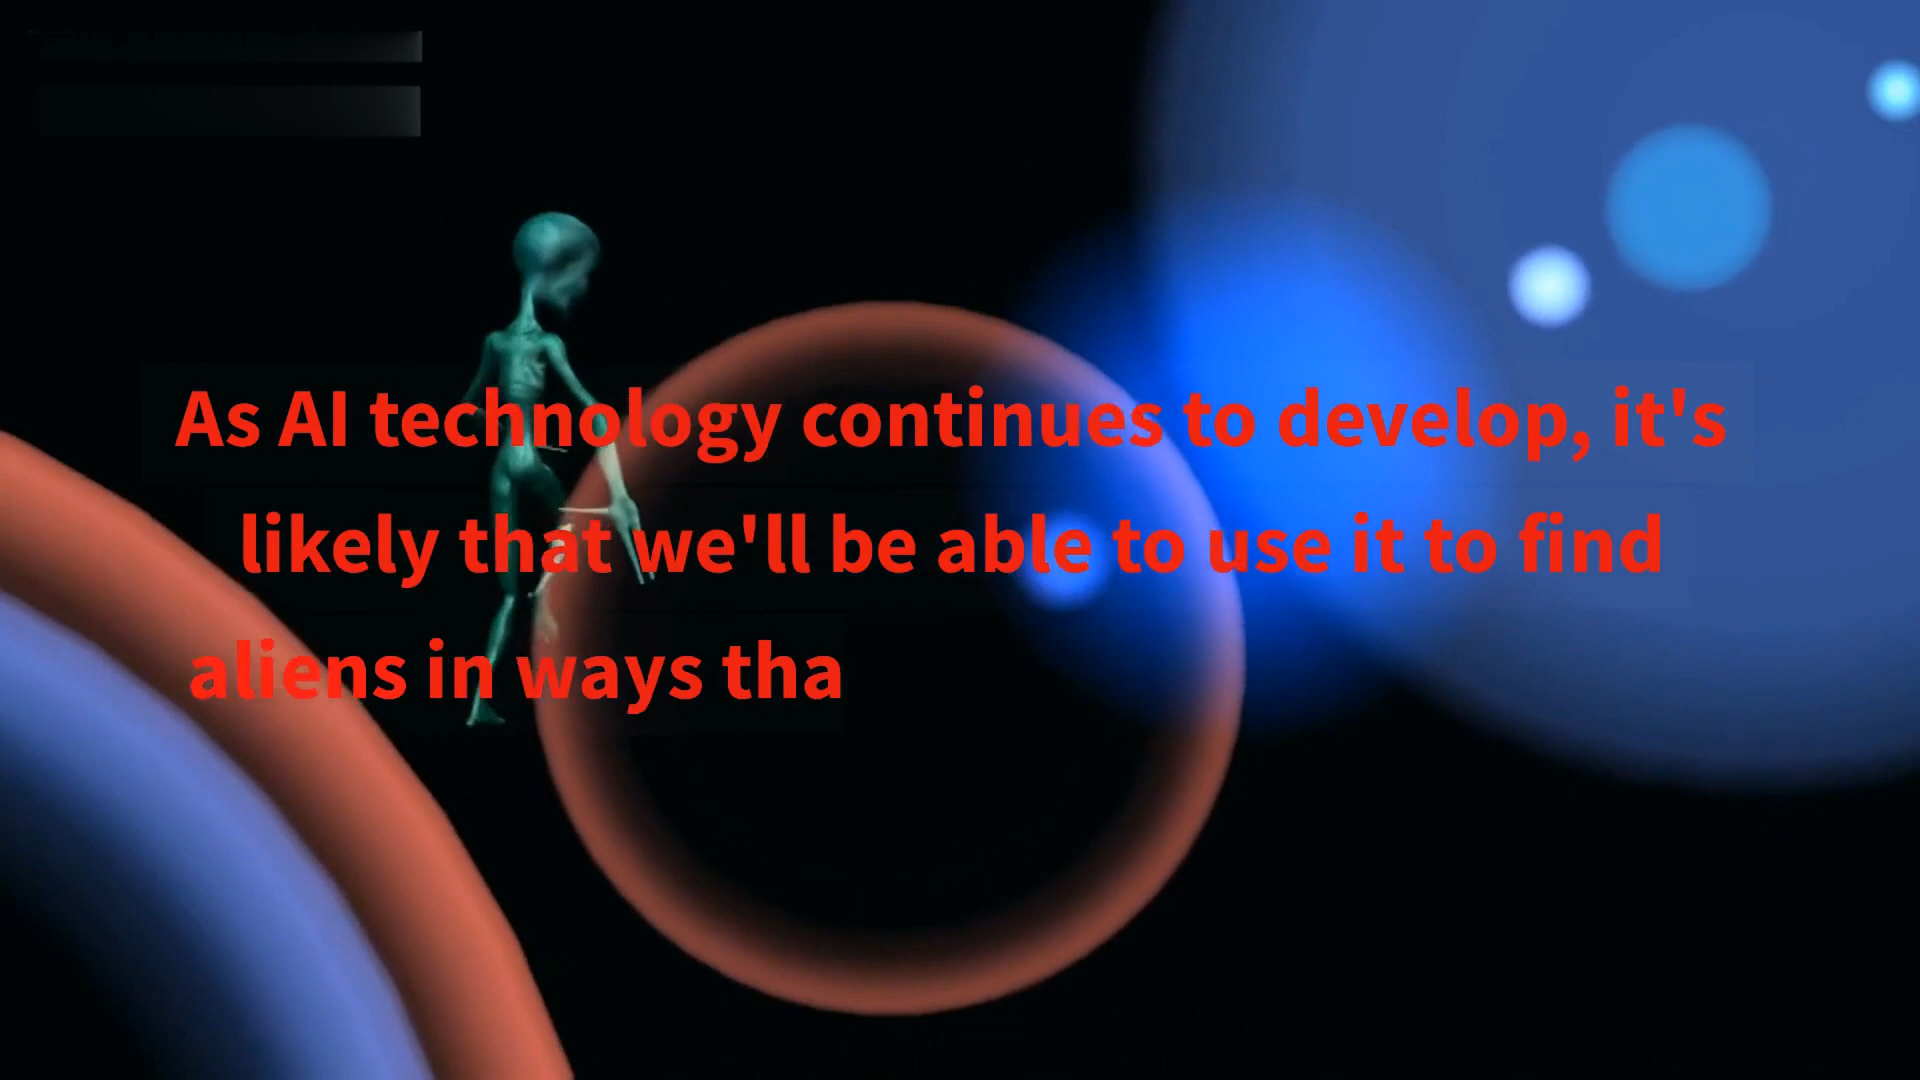 As AI technology continues to develop, it's
likely that we'll be able to use it to find
aliens in ways tha